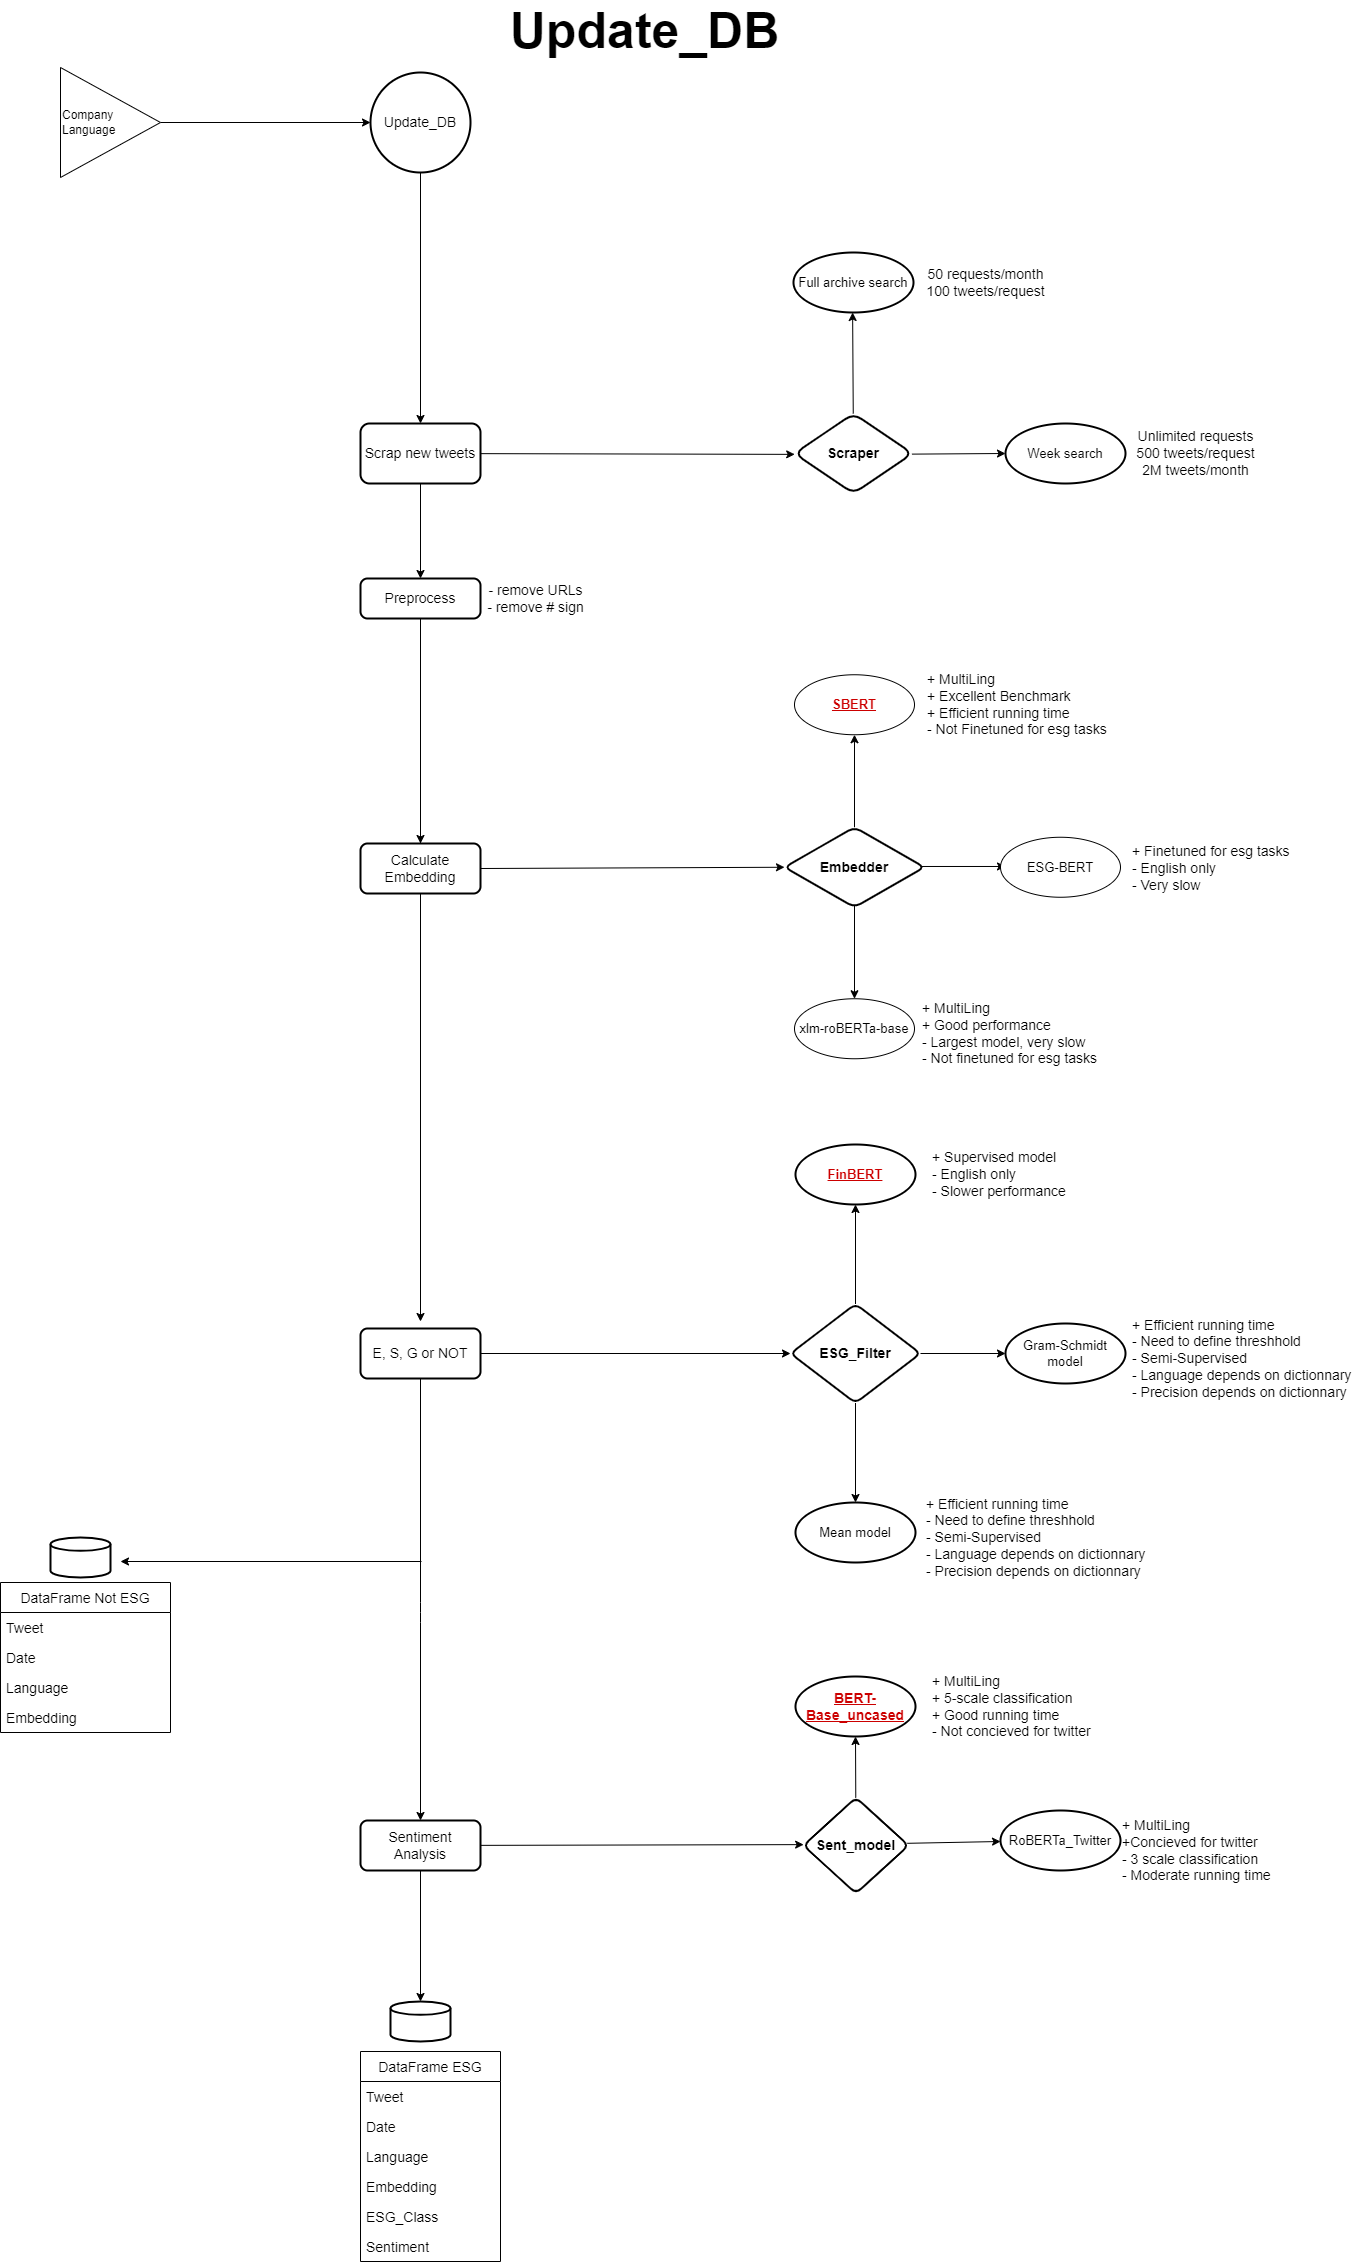 Update_DB
Company
Language
Update_DB
Full archive search
50 requests/month
100 tweets/request
Scrap new tweets
Scraper
Week search
Unlimited requests
500 tweets/request
2M tweets/month
Preprocess
- remove URLs
- remove # sign
SBERT
+ MultiLing
+ Excellent Benchmark
+ Efficient running time
- Not Finetuned for esg tasks
Calculate
Embedding
Embedder
ESG-BERT
+ Finetuned for esg tasks
- English only
- Very slow
xlm-roBERTa-base
+ MultiLing
+ Good performance
- Largest model, very slow
- Not finetuned for esg tasks
FinBERT
+ Supervised model
- English only
- Slower performance
E, S, G or NOT
ESG_Filter
Gram-Schmidt
model
+ Efficient running time
- Need to define threshhold
- Semi-Supervised
- Language depends on dictionnary
- Precision depends on dictionnary
Mean model
+ Efficient running time
- Need to define threshhold
- Semi-Supervised
- Language depends on dictionnary
- Precision depends on dictionnary
DataFrame Not ESG
Tweet
Date
Language
Embedding
BERT-
Base_uncased
+ MultiLing
+ 5-scale classification
+ Good running time
- Not concieved for twitter
Sentiment
Analysis
Sent_model
RoBERTa_Twitter
+ MultiLing
+Concieved for twitter
- 3 scale classification
- Moderate running time
DataFrame ESG
Tweet
Date
Language
Embedding
ESG_Class
Sentiment